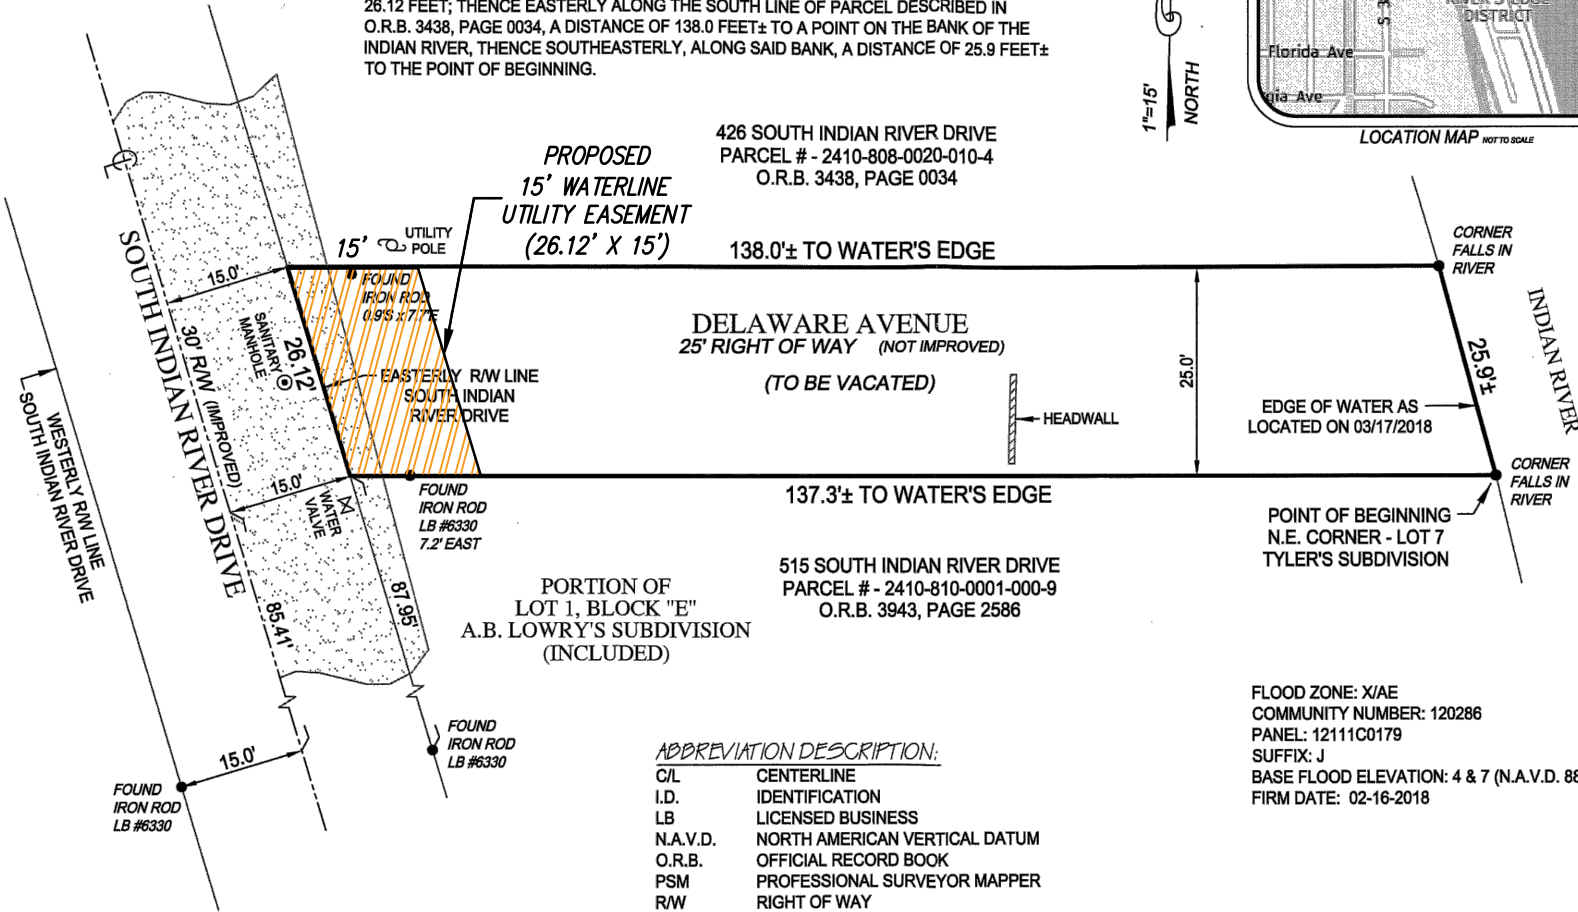 26.12 FEET; THENCE EASTERLY ALONG THE SOUTH LINE OF PARCEL DESCRIBED IN
O.R.B. 3438, PAGE 0034, A DISTANCE OF 138.0 FEET± TO A POINT ON THE BANK OF THE
INDIAN RIVER, THENCE SOUTHEASTERLY, ALONG SAID BANK, A DISTANCE OF 25.9 FEET±
TO THE POINT OF BEGINNING.
1"=15'
NORTH
DISTRICT
Florida Ave
gia Ave
LOCATION MAP NOT TO SCALE
426 SOUTH INDIAN RIVER DRIVE
PARCEL # - 2410-808-0020-010-4
O.R.B. 3438, PAGE 0034
PROPOSED
15' WATERLINE
UTILITY EASEMENT
(26.12' X 15')
15'
UTILITY
POLE
138.0'± TO WATER'S EDGE
CORNER
FALLS IN
RIVER
15.0'
FOUND
IRON ROD
0.9'S x 7.7'E
SOUTH INDIAN RIVER DRIVE
30' R/W (IMPROVED)
SANITARY
MANHOLE
26.12'
EASTERLY R/W LINE
SOUTH INDIAN
RIVER DRIVE
DELAWARE AVENUE
25' RIGHT OF WAY (NOT IMPROVED)
(TO BE VACATED)
HEADWALL
25.0'
25.9'±
INDIAN RIVER
EDGE OF WATER AS
LOCATED ON 03/17/2018
WESTERLY R/W LINE
SOUTH INDIAN RIVER DRIVE
15.0'
WATER
VALVE
FOUND
IRON ROD
LB #6330
7.2' EAST
137.3'± TO WATER'S EDGE
CORNER
FALLS IN
RIVER
POINT OF BEGINNING
N.E. CORNER - LOT 7
TYLER'S SUBDIVISION
515 SOUTH INDIAN RIVER DRIVE
PARCEL # - 2410-810-0001-000-9
O.R.B. 3943, PAGE 2586
PORTION OF
LOT 1, BLOCK "E"
A.B. LOWRY'S SUBDIVISION
(INCLUDED)
85.41'
87.95'
15.0'
FOUND
IRON ROD
LB #6330
FOUND
IRON ROD
LB #6330
FLOOD ZONE: X/AE
COMMUNITY NUMBER: 120286
PANEL: 12111C0179
SUFFIX: J
BASE FLOOD ELEVATION: 4 & 7 (N.A.V.D. 88
FIRM DATE: 02-16-2018
ABBREVIATION DESCRIPTION:
C/L CENTERLINE
I.D. IDENTIFICATION
LB LICENSED BUSINESS
N.A.V.D. NORTH AMERICAN VERTICAL DATUM
O.R.B. OFFICIAL RECORD BOOK
PSM PROFESSIONAL SURVEYOR MAPPER
R/W RIGHT OF WAY